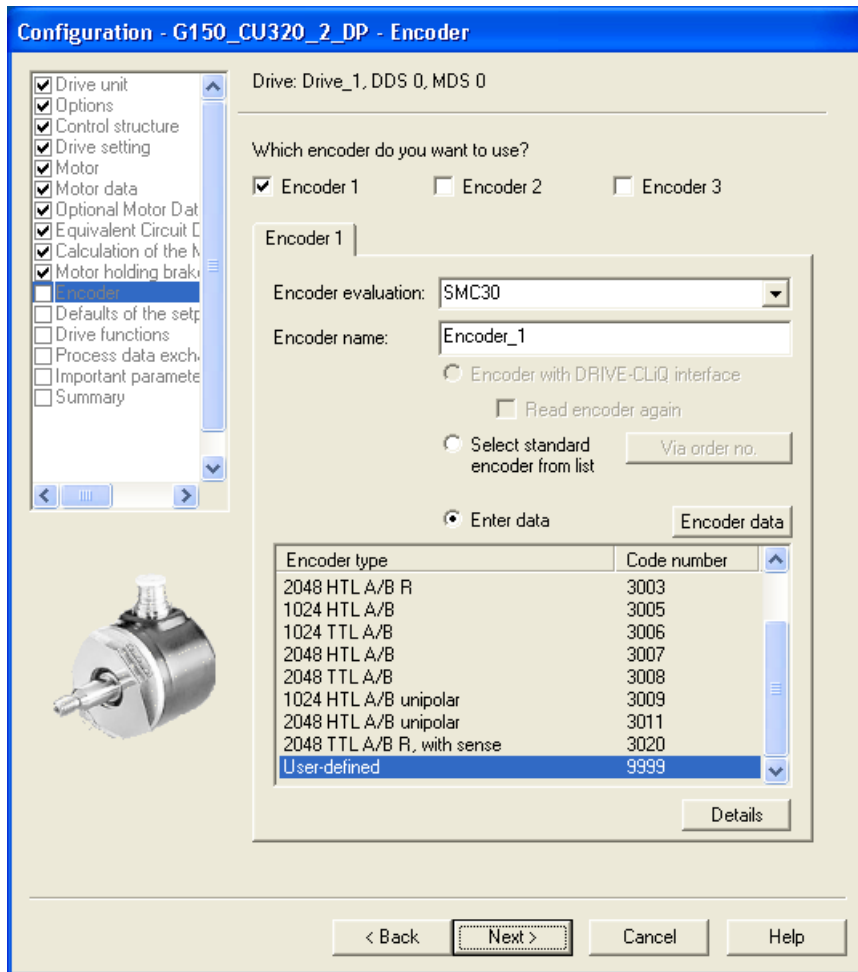 Configuration - G150_CU320_2_DP - Encoder
Drive unit
Options
Control structure
Drive setting
Motor
Motor data
Optional Motor Dat
Equivalent Circuit D
Calculation of the M
Motor holding brak
Encoder
Defaults of the setp
Drive functions
Process data exch
Important paramete
Summary
Drive: Drive_1, DDS 0, MDS 0
Which encoder do you want to use?
Encoder 1 Encoder 2 Encoder 3
Encoder 1
Encoder evaluation: SMC30
Encoder name: Encoder_1
Encoder with DRIVE-CLiQ interface
Read encoder again
Select standard
encoder from list
Via order no.
Enter data Encoder data
Encoder type Code number
2048 HTL A/B R 3003
1024 HTL A/B 3005
1024 TTL A/B 3006
2048 HTL A/B 3007
2048 TTL A/B 3008
1024 HTL A/B unipolar 3009
2048 HTL A/B unipolar 3011
2048 TTL A/B R, with sense 3020
User-defined 9999
Details
< Back Next > Cancel Help